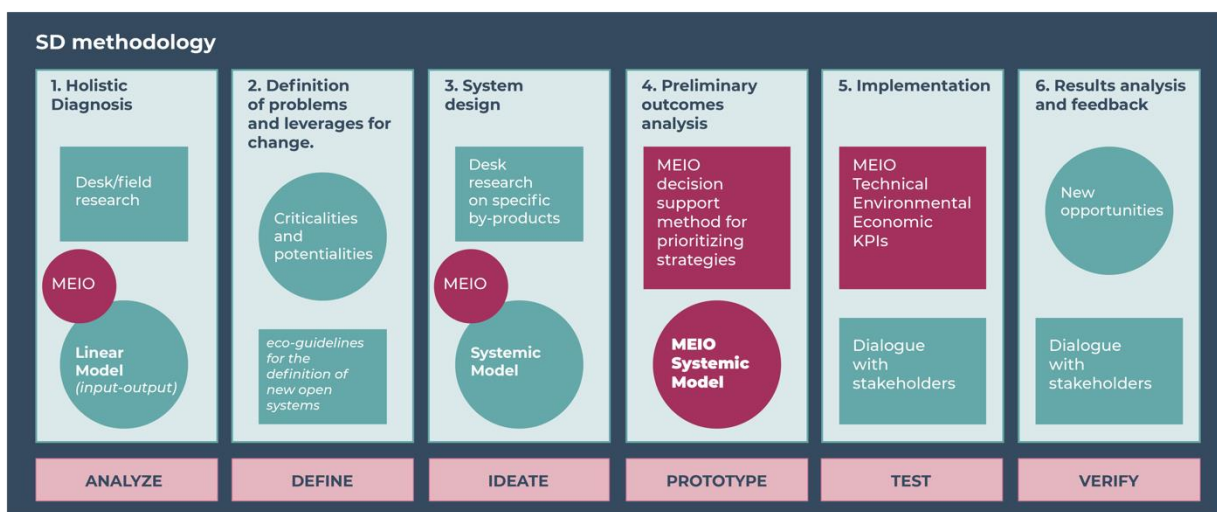 SD methodology
1. Holistic
Diagnosis
Desk/field
research
MEIO
Linear
Model
(input-output)
ANALYZE
2. Definition
of problems
and leverages for
change.
Criticalities
and
potentialities
eco-guidelines
for the
definition of
new open
systems
DEFINE
3. System
design
Desk
research
on specific
by-products
MEIO
Systemic
Model
IDEATE
4. Preliminary
outcomes
analysis
MEIO
decision
support
method for
prioritizing
strategies
MEIO
Systemic
Model
PROTOTYPE
5. Implementation
MEIO
Technical
Environmental
Economic
KPIs
Dialogue
with
stakeholders
TEST
6. Results analysis
and feedback
New
opportunities
Dialogue
with
stakeholders
VERIFY